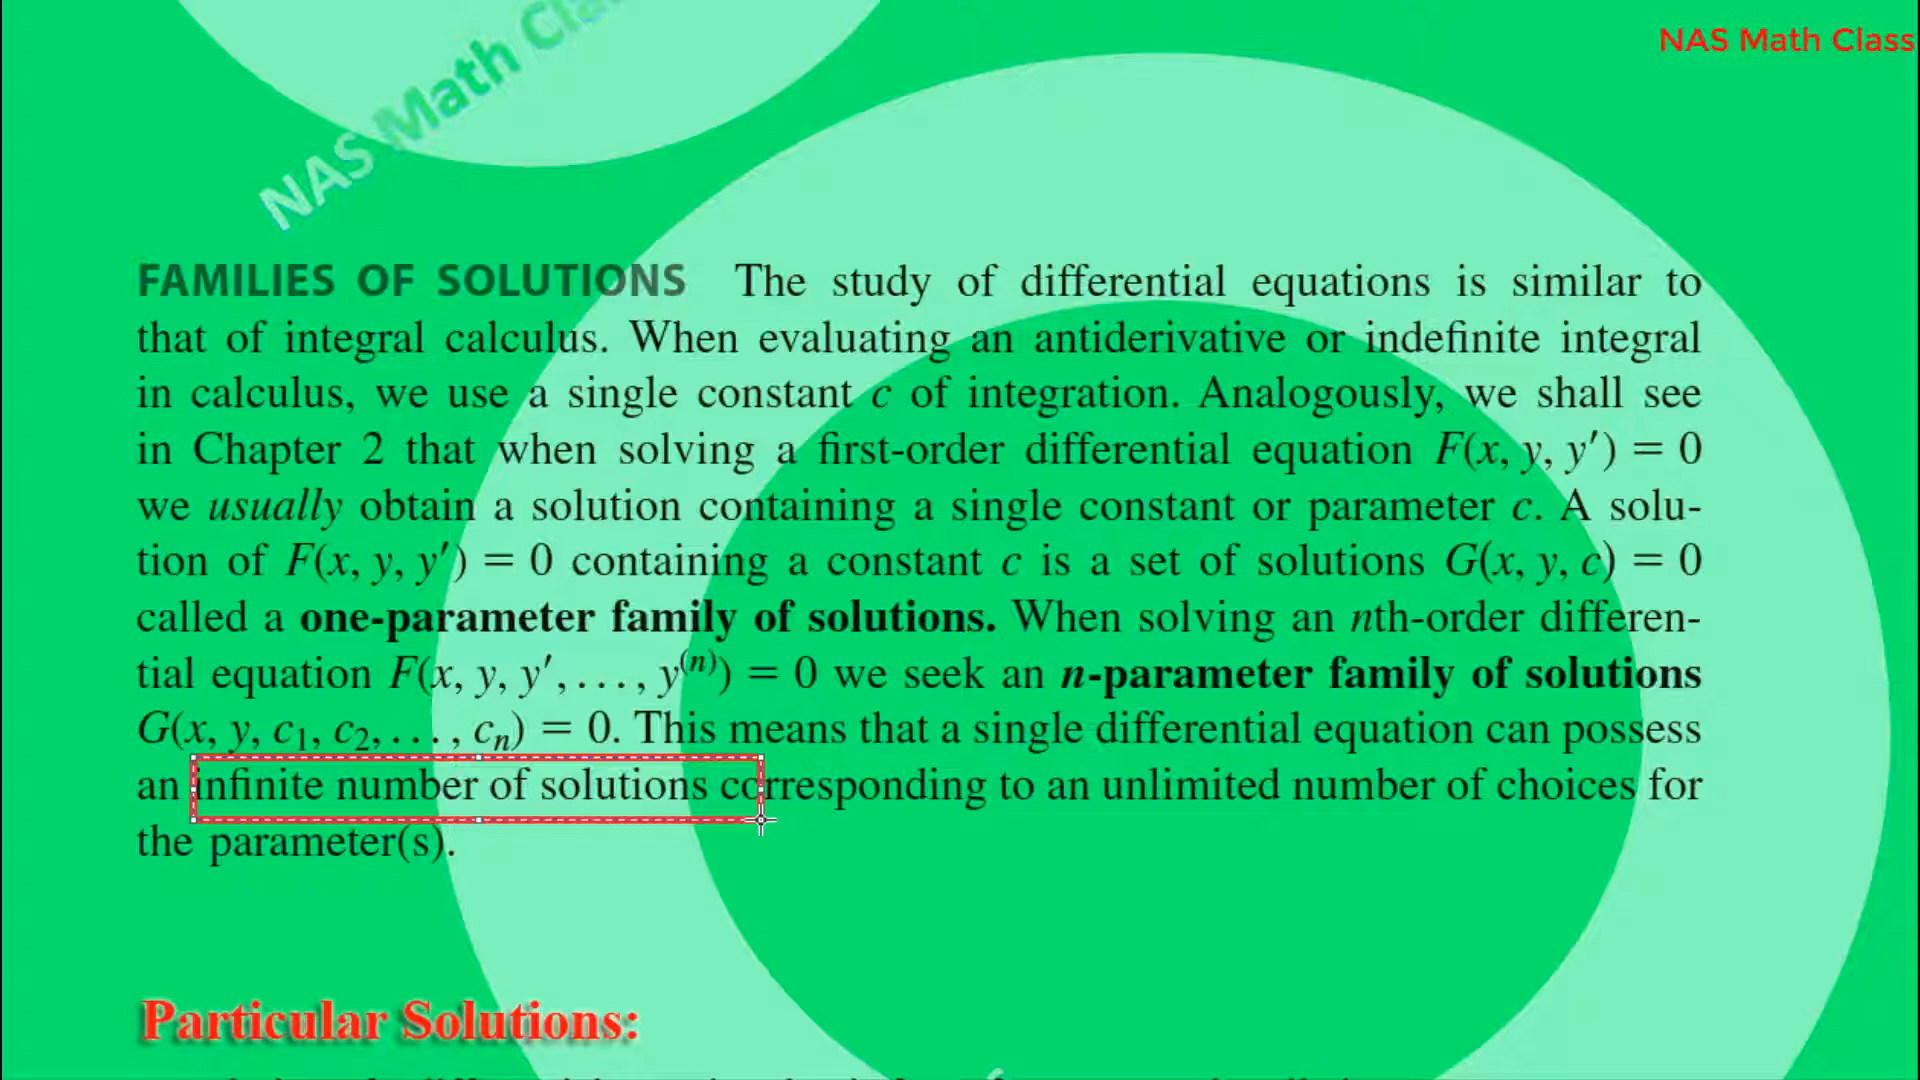 NAS Math Class
NAS Math Cla
FAMILIES OF SOLUTIONS The study of differential equations is similar to
that of integral calculus. When evaluating an antiderivative or indefinite integral
in calculus, we use a single constant c of integration. Analogously, we shall see
in Chapter 2 that when solving a first-order differential equation F(x, y, y′) = 0
we usually obtain a solution containing a single constant or parameter c. A solu-
tion of F(x, y, y′) = 0 containing a constant c is a set of solutions G(x, y, c) = 0
called a one-parameter family of solutions. When solving an nth-order differen-
tial equation F(x, y, y′, . . . , y⁽ⁿ⁾) = 0 we seek an n-parameter family of solutions
G(x, y, c₁, c₂, . . . , cₙ) = 0. This means that a single differential equation can possess
an infinite number of solutions corresponding to an unlimited number of choices for
the parameter(s).
Particular Solutions: